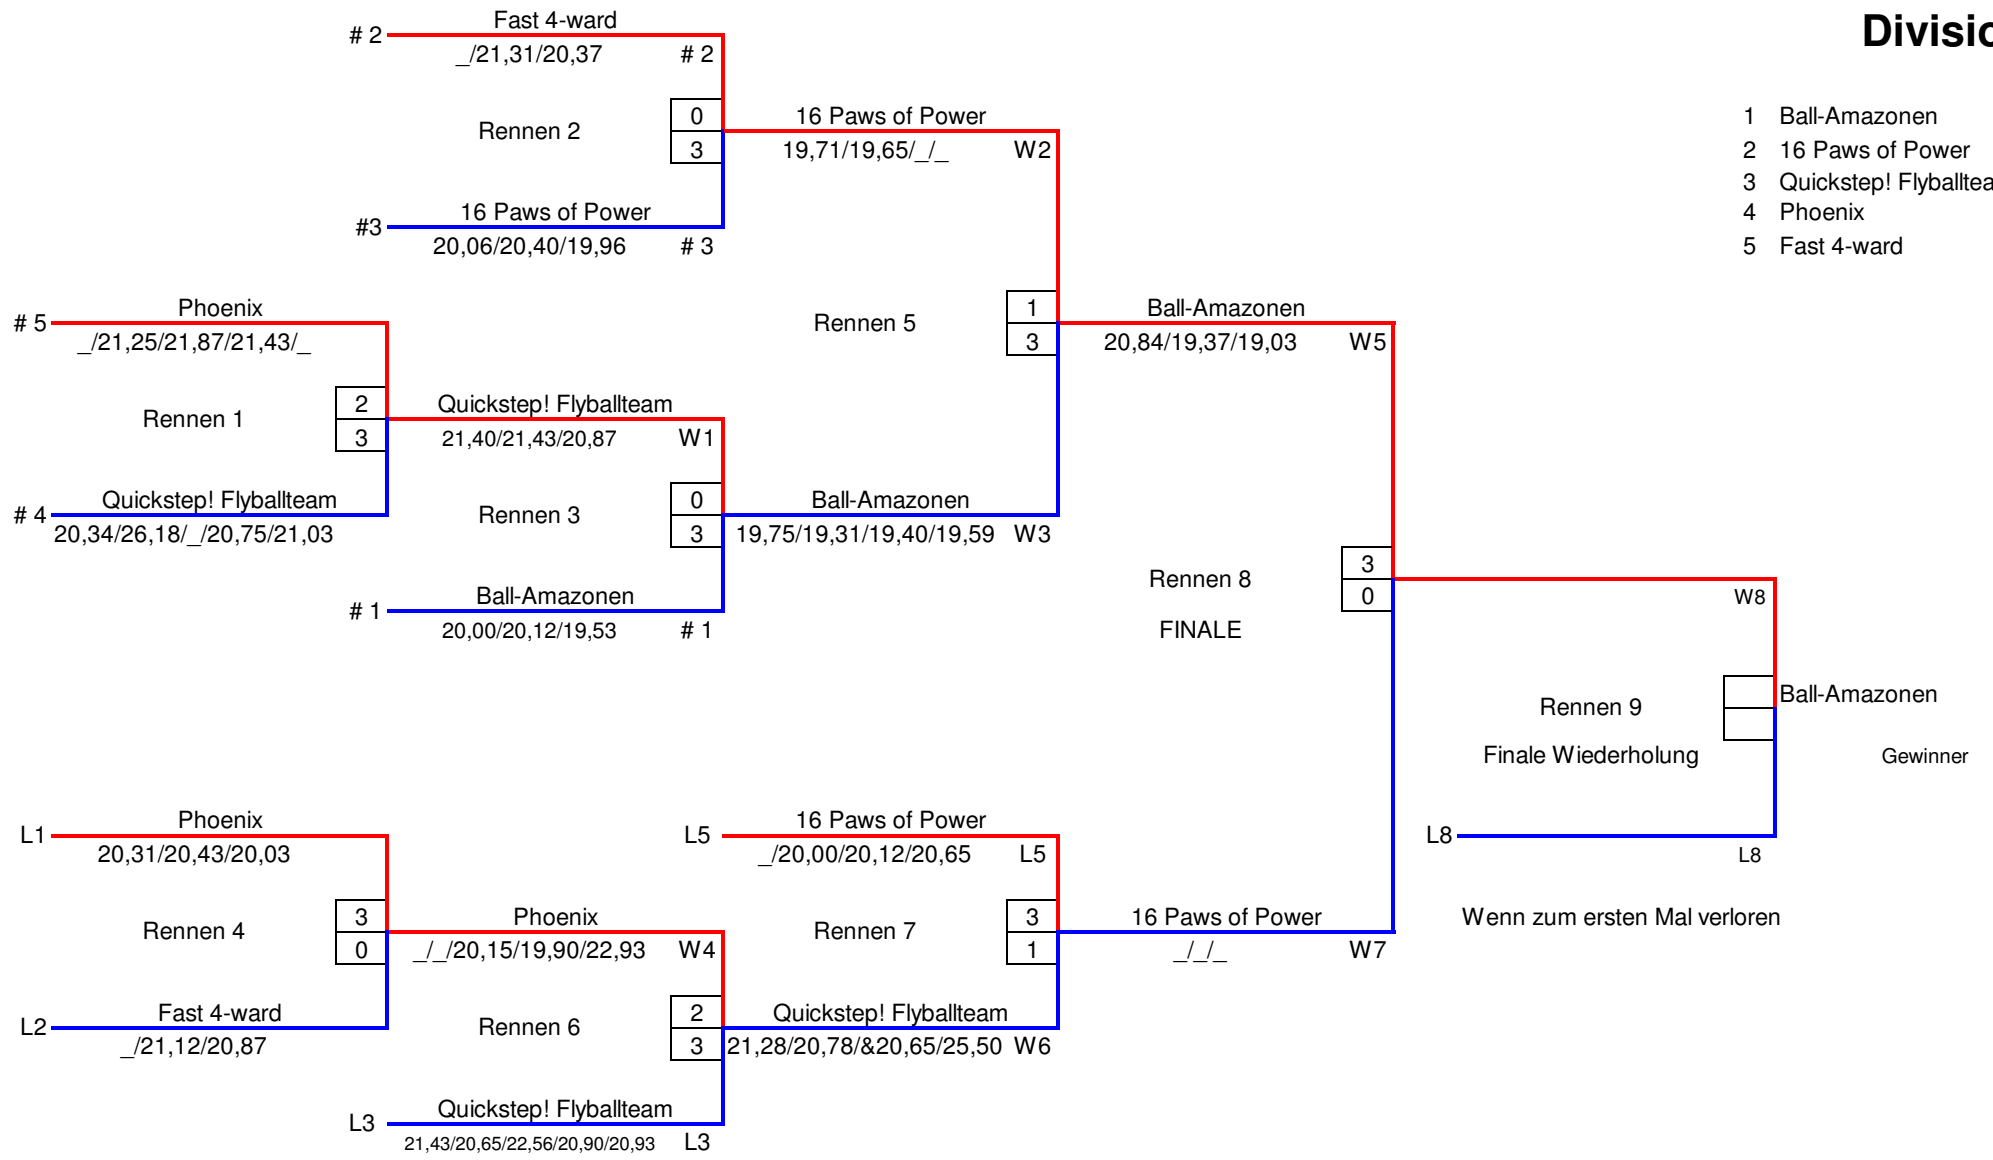 Fast 4-ward
# 2
_/21,31/20,37 # 2
Divisio
0
Rennen 2
3
16 Paws of Power
19,71/19,65/_/_ W2
1 Ball-Amazonen
2 16 Paws of Power
3 Quickstep! Flyballtea
4 Phoenix
5 Fast 4-ward
16 Paws of Power
#3
20,06/20,40/19,96 # 3
Phoenix
# 5
_/21,25/21,87/21,43/_
Rennen 5
1
3
Ball-Amazonen
20,84/19,37/19,03 W5
Rennen 1
2
3
Quickstep! Flyballteam
21,40/21,43/20,87 W1
Quickstep! Flyballteam
# 4
20,34/26,18/_/20,75/21,03
Rennen 3
0
3
Ball-Amazonen
19,75/19,31/19,40/19,59 W3
Ball-Amazonen
# 1
20,00/20,12/19,53 # 1
Rennen 8
3
0
FINALE
W8
Rennen 9
Ball-Amazonen
Finale Wiederholung
Gewinner
Phoenix
L1
20,31/20,43/20,03
16 Paws of Power
L5
_/20,00/20,12/20,65 L5
L8
L8
Rennen 4
3
0
Phoenix
_/_/20,15/19,90/22,93 W4
Rennen 7
3
1
16 Paws of Power
_/_/_ W7
Wenn zum ersten Mal verloren
Fast 4-ward
L2
_/21,12/20,87
Rennen 6
2
3
Quickstep! Flyballteam
21,28/20,78/&20,65/25,50 W6
Quickstep! Flyballteam
L3
21,43/20,65/22,56/20,90/20,93 L3